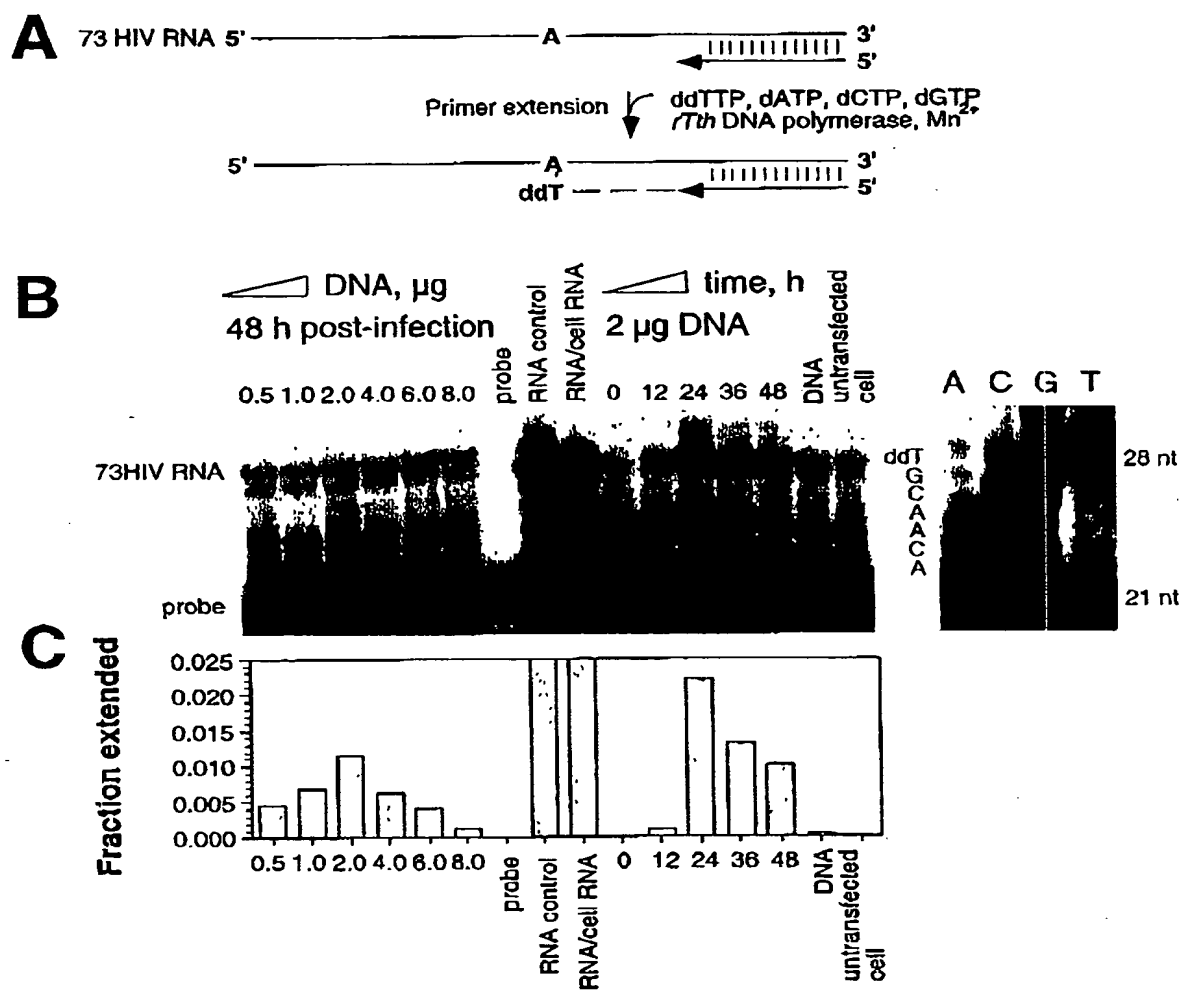 A
73 HIV RNA 5' A 3'
5'
Primer extension
ddTTP, dATP, dCTP, dGTP
rTth DNA polymerase, Mn2+
5' A 3'
ddT 5'
B
DNA, µg
48 h post-infection
probe
RNA control
RNA/cell RNA
time, h
2 µg DNA
DNA
untransfected
cell
0.5 1.0 2.0 4.0 6.0 8.0
0 12 24 36 48
A C G T
73HIV RNA
probe
ddT
G
C
A
A
C
A
28 nt
21 nt
C
Fraction extended
0.025
0.020
0.015
0.010
0.005
0.000
0.5 1.0 2.0 4.0 6.0 8.0
probe
RNA control
RNA/cell RNA
0 12 24 36 48
DNA
untransfected
cell